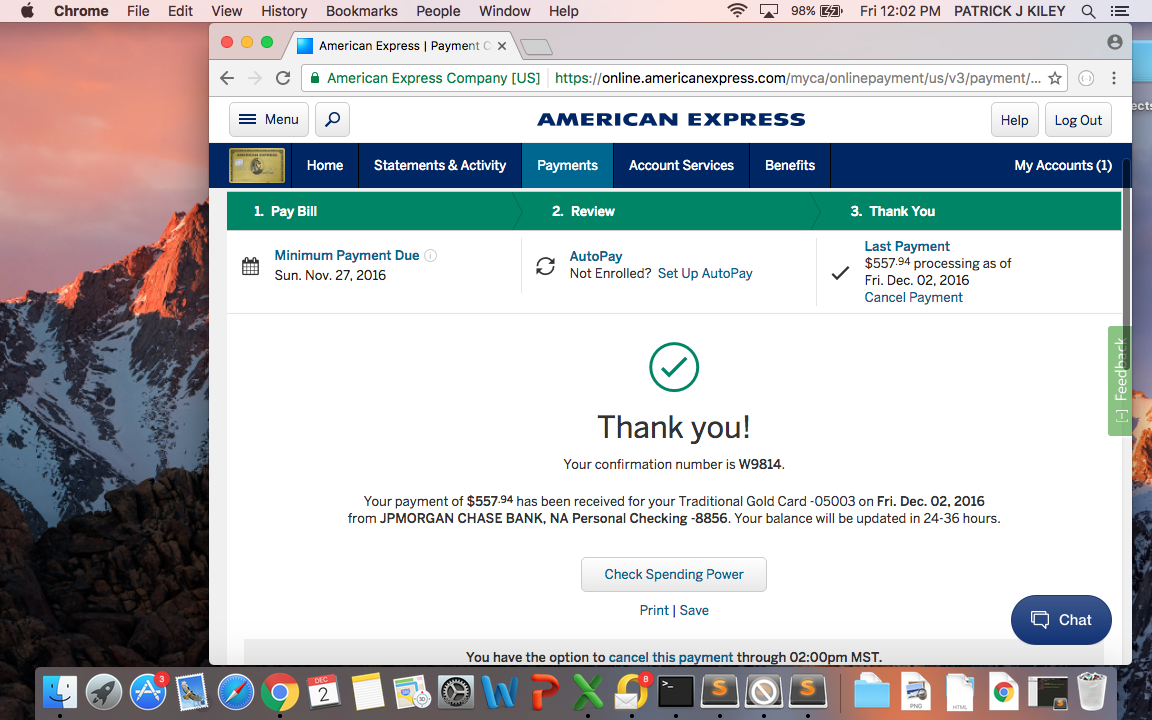 Chrome File Edit View History Bookmarks People Window Help 98% Fri 12:02 PM PATRICK J KILEY
American Express | Payment C
American Express Company [US] https://online.americanexpress.com/myca/onlinepayment/us/v3/payment/...
Menu AMERICAN EXPRESS Help Log Out
Home Statements & Activity Payments Account Services Benefits My Accounts (1)
1. Pay Bill 2. Review 3. Thank You
Minimum Payment Due
Sun. Nov. 27, 2016
AutoPay
Not Enrolled? Set Up AutoPay
Last Payment
$557.94 processing as of
Fri. Dec. 02, 2016
Cancel Payment
[-] Feedback
Thank you!
Your confirmation number is W9814.
Your payment of $557.94 has been received for your Traditional Gold Card -05003 on Fri. Dec. 02, 2016
from JPMORGAN CHASE BANK, NA Personal Checking -8856. Your balance will be updated in 24-36 hours.
Check Spending Power
Print | Save
Chat
You have the option to cancel this payment through 02:00pm MST.
3
DEC
2
30
8
PNG
HTML